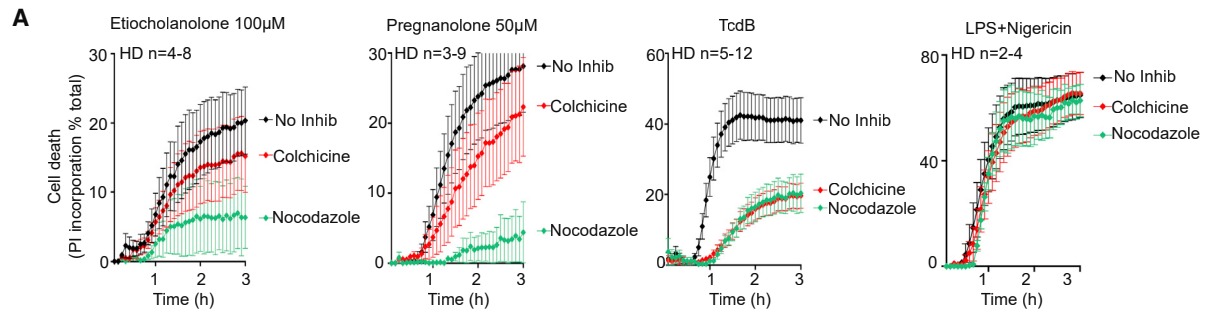 A
Etiocholanolone 100µM
HD n=4-8
Cell death
(PI incorporation % total)
30
20
10
0
1 2 3
Time (h)
No Inhib
Colchicine
Nocodazole
Pregnanolone 50µM
HD n=3-9
30
20
10
0
1 2 3
Time (h)
No Inhib
Colchicine
Nocodazole
TcdB
HD n=5-12
60
40
20
0
1 2 3
Time (h)
No Inhib
Colchicine
Nocodazole
LPS+Nigericin
HD n=2-4
80
40
0
1 2 3
Time (h)
No Inhib
Colchicine
Nocodazole